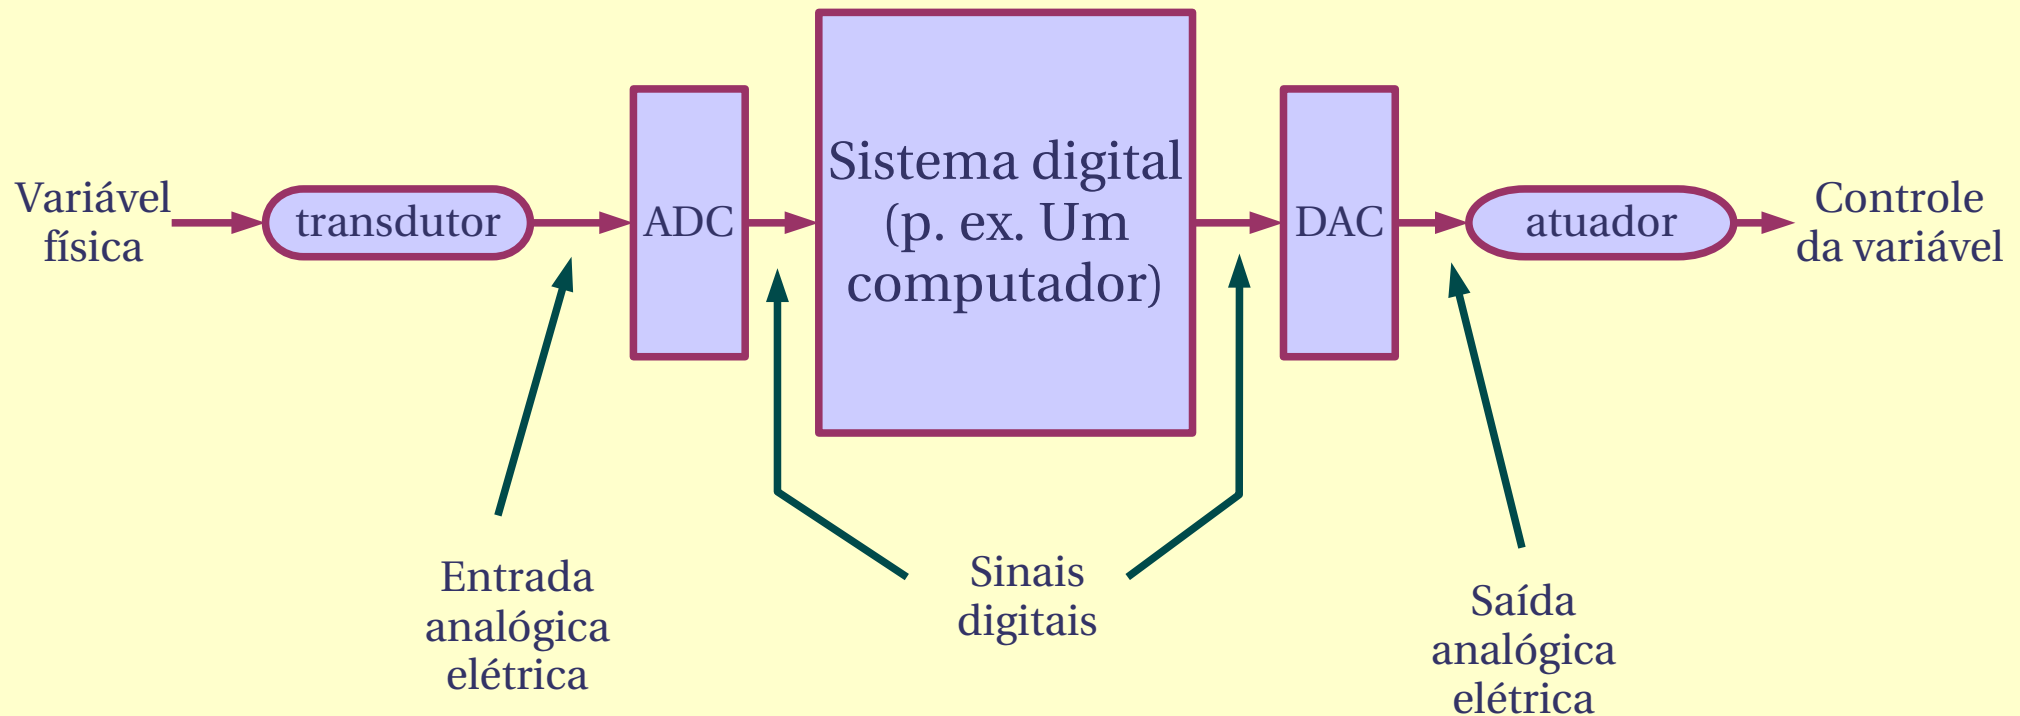 Variável
física
transdutor
ADC
Sistema digital
(p. ex. Um
computador)
DAC
atuador
Controle
da variável
Entrada
analógica
elétrica
Sinais
digitais
Saída
analógica
elétrica